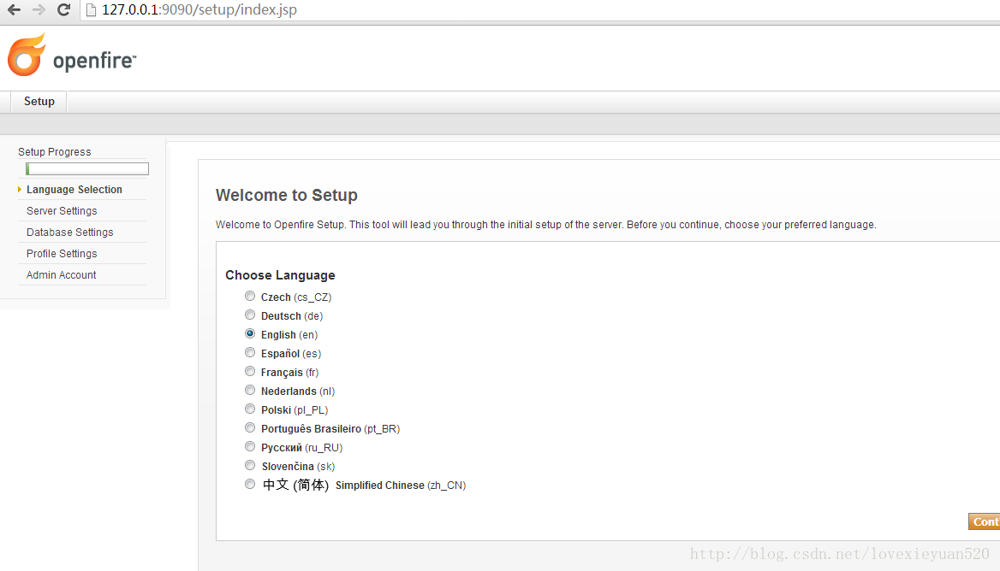 127.0.0.1:9090/setup/index.jsp
openfire™
Setup
Setup Progress
Language Selection
Server Settings
Database Settings
Profile Settings
Admin Account
Welcome to Setup
Welcome to Openfire Setup. This tool will lead you through the initial setup of the server. Before you continue, choose your preferred language.
Choose Language
Czech (cs_CZ)
Deutsch (de)
English (en)
Español (es)
Français (fr)
Nederlands (nl)
Polski (pl_PL)
Português Brasileiro (pt_BR)
Русский (ru_RU)
Slovenčina (sk)
中文 (简体) Simplified Chinese (zh_CN)
Cont
http://blog.csdn.net/lovexieyuan520